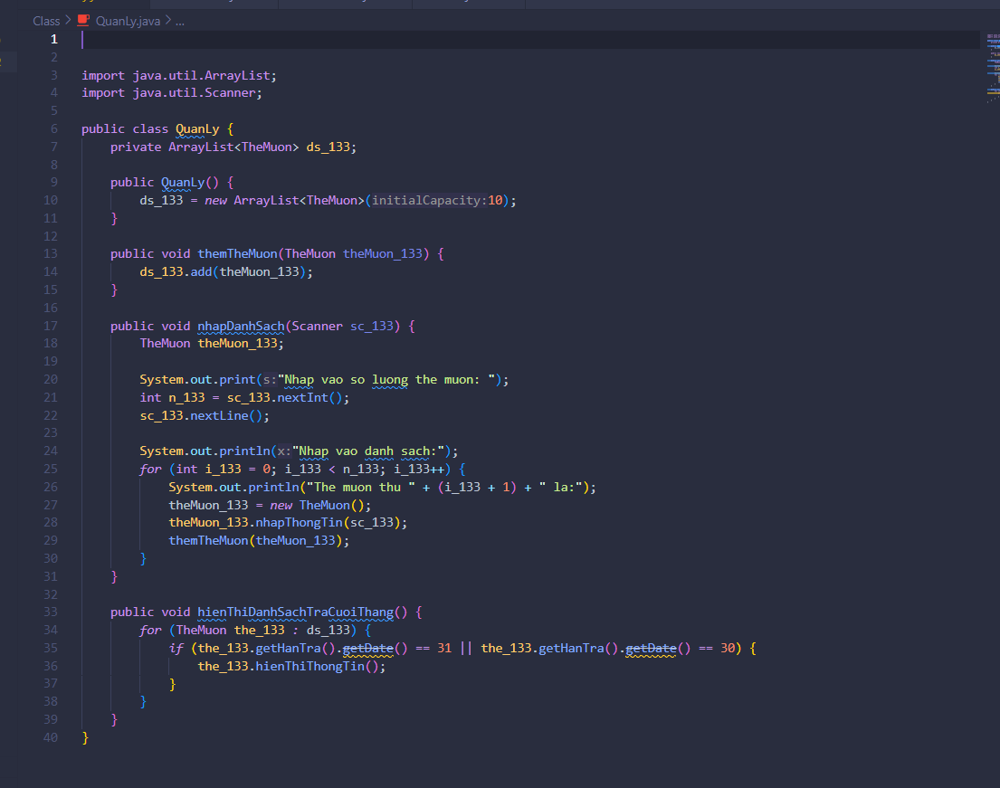 Class > QuanLy.java > ...
1
2
3 import java.util.ArrayList;
4 import java.util.Scanner;
5
6 public class QuanLy {
7     private ArrayList<TheMuon> ds_133;
8
9     public QuanLy() {
10         ds_133 = new ArrayList<TheMuon>(initialCapacity:10);
11     }
12
13     public void themTheMuon(TheMuon theMuon_133) {
14         ds_133.add(theMuon_133);
15     }
16
17     public void nhapDanhSach(Scanner sc_133) {
18         TheMuon theMuon_133;
19
20         System.out.print(s:"Nhap vao so luong the muon: ");
21         int n_133 = sc_133.nextInt();
22         sc_133.nextLine();
23
24         System.out.println(x:"Nhap vao danh sach:");
25         for (int i_133 = 0; i_133 < n_133; i_133++) {
26             System.out.println("The muon thu " + (i_133 + 1) + " la:");
27             theMuon_133 = new TheMuon();
28             theMuon_133.nhapThongTin(sc_133);
29             themTheMuon(theMuon_133);
30         }
31     }
32
33     public void hienThiDanhSachTraCuoiThang() {
34         for (TheMuon the_133 : ds_133) {
35             if (the_133.getHanTra().getDate() == 31 || the_133.getHanTra().getDate() == 30) {
36                 the_133.hienThiThongTin();
37             }
38         }
39     }
40 }